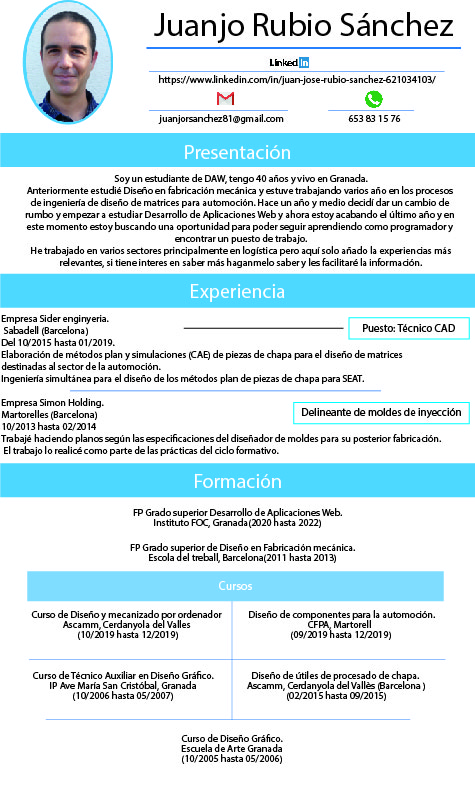 Juanjo Rubio Sánchez
Linked in
https://www.linkedin.com/in/juan-jose-rubio-sanchez-621034103/
juanjorsanchez81@gmail.com
653 83 15 76
Presentación
Soy un estudiante de DAW, tengo 40 años y vivo en Granada.
Anteriormente estudié Diseño en fabricación mecánica y estuve trabajando varios año en los procesos
de ingeniería de diseño de matrices para automoción. Hace un año y medio decidí dar un cambio de
rumbo y empezar a estudiar Desarrollo de Aplicaciones Web y ahora estoy acabando el último año y en
este momento estoy buscando una oportunidad para poder seguir aprendiendo como programador y
encontrar un puesto de trabajo.
He trabajado en varios sectores principalmente en logística pero aquí solo añado la experiencias más
relevantes, si tiene interes en saber más haganmelo saber y les facilitaré la información.
Experiencia
Empresa Sider enginyeria.
Sabadell (Barcelona)
Puesto: Técnico CAD
Del 10/2015 hasta 01/2019.
Elaboración de métodos plan y simulaciones (CAE) de piezas de chapa para el diseño de matrices
destinadas al sector de la automoción.
Ingeniería simultánea para el diseño de los métodos plan de piezas de chapa para SEAT.
Empresa Simon Holding.
Martorelles (Barcelona)
Delineante de moldes de inyección
10/2013 hasta 02/2014
Trabajé haciendo planos según las especificaciones del diseñador de moldes para su posterior fabricación.
El trabajo lo realicé como parte de las prácticas del ciclo formativo.
Formación
FP Grado superior Desarrollo de Aplicaciones Web.
Instituto FOC, Granada(2020 hasta 2022)
FP Grado superior de Diseño en Fabricación mecánica.
Escola del treball, Barcelona(2011 hasta 2013)
Cursos
Curso de Diseño y mecanizado por ordenador
Ascamm, Cerdanyola del Valles
(10/2019 hasta 12/2019)
Diseño de componentes para la automoción.
CFPA, Martorell
(09/2019 hasta 12/2019)
Curso de Técnico Auxiliar en Diseño Gráfico.
IP Ave María San Cristóbal, Granada
(10/2006 hasta 05/2007)
Diseño de útiles de procesado de chapa.
Ascamm, Cerdanyola del Vallès (Barcelona )
(02/2015 hasta 09/2015)
Curso de Diseño Gráfico.
Escuela de Arte Granada
(10/2005 hasta 05/2006)